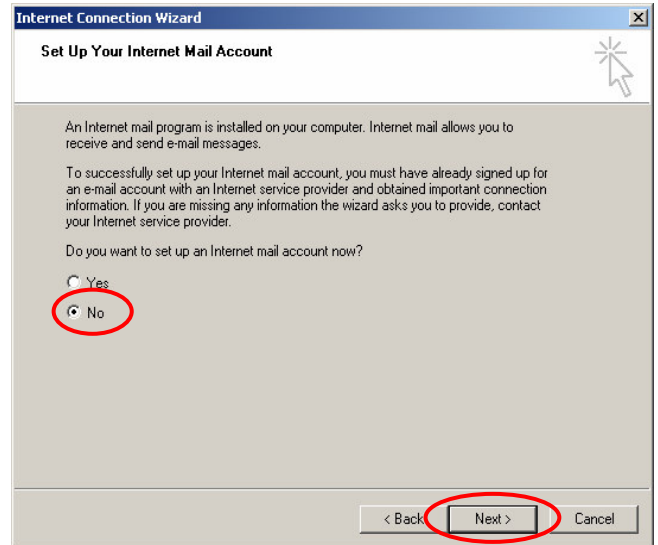 Internet Connection Wizard
Set Up Your Internet Mail Account
An Internet mail program is installed on your computer. Internet mail allows you to
receive and send e-mail messages.
To successfully set up your Internet mail account, you must have already signed up for
an e-mail account with an Internet service provider and obtained important connection
information. If you are missing any information the wizard asks you to provide, contact
your Internet service provider.
Do you want to set up an Internet mail account now?
Yes
No
< Back Next > Cancel